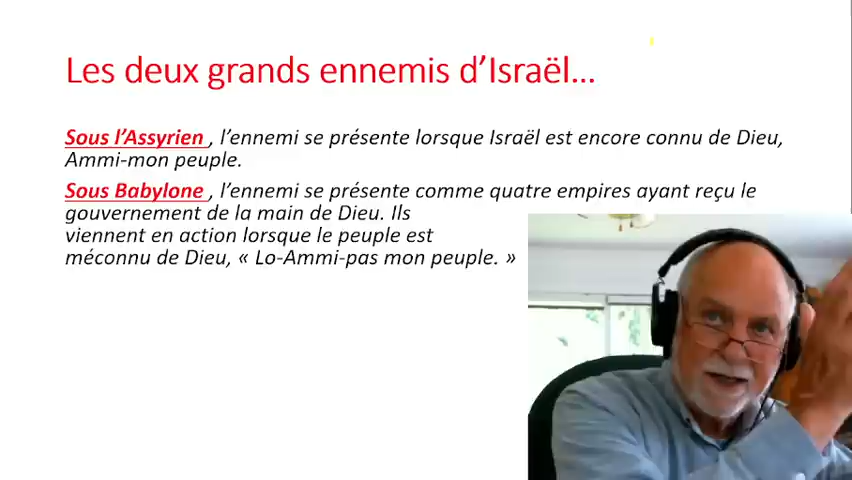 Les deux grands ennemis d’Israël…
Sous l’Assyrien , l’ennemi se présente lorsque Israël est encore connu de Dieu,
Ammi-mon peuple.
Sous Babylone , l’ennemi se présente comme quatre empires ayant reçu le
gouvernement de la main de Dieu. Ils
viennent en action lorsque le peuple est
méconnu de Dieu, « Lo-Ammi-pas mon peuple. »